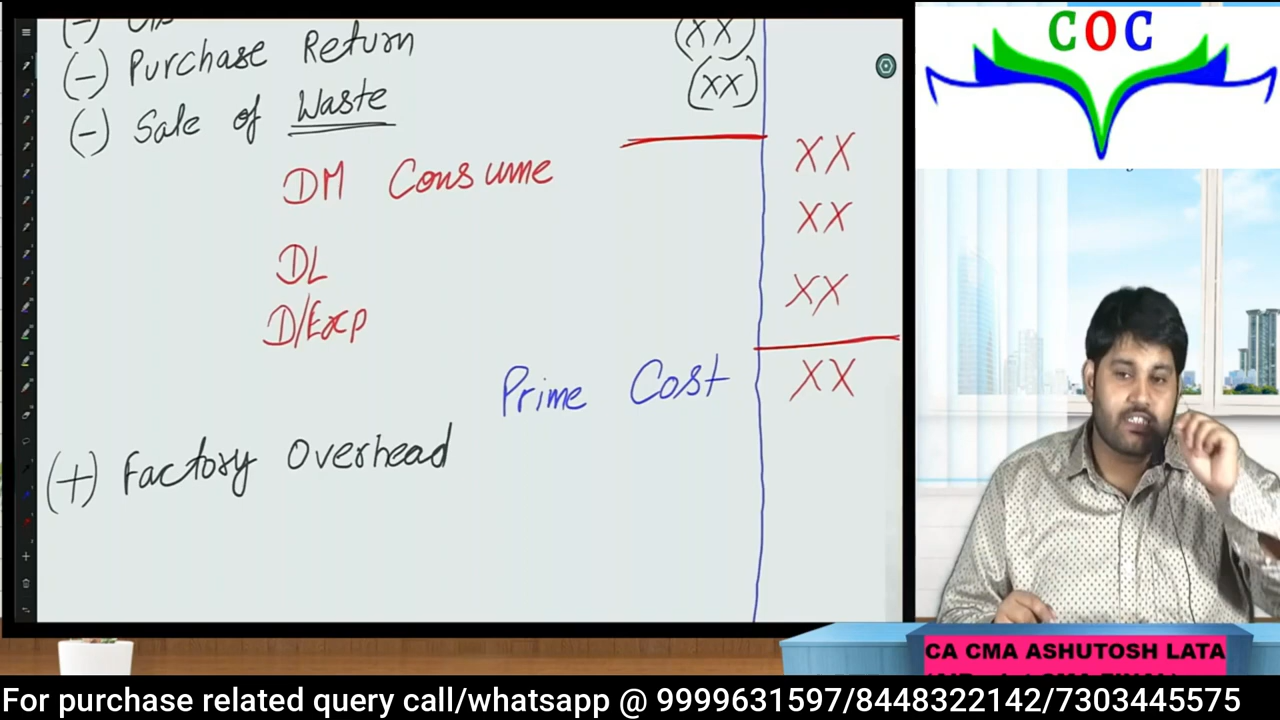 (-)
(-) Purchase Return (XX)
(XX)
(-) Sale of Waste
DM Consume XX
XX
DL
D/Exp XX
Prime Cost XX
(+) Factory Overhead
COC
CA CMA ASHUTOSH LATA
For purchase related query call/whatsapp @ 9999631597/8448322142/7303445575